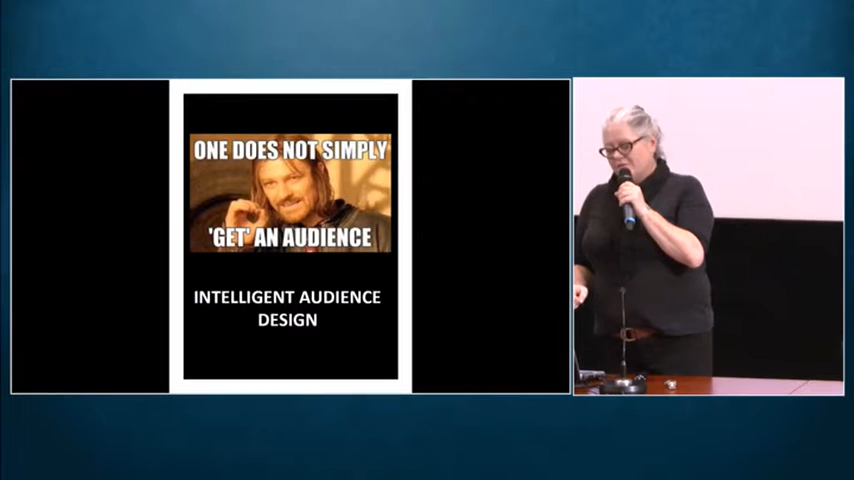 ONE DOES NOT SIMPLY
'GET' AN AUDIENCE
INTELLIGENT AUDIENCE
DESIGN